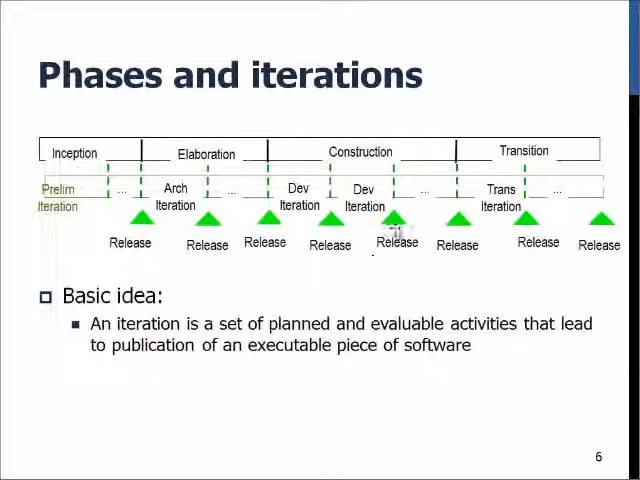 Phases and iterations
Inception Elaboration Construction Transition
Prelim Iteration ... Arch Iteration ... Dev Iteration Dev Iteration ... Trans Iteration ...
Release Release Release Release Release Release Release Release
Basic idea:
An iteration is a set of planned and evaluable activities that lead
to publication of an executable piece of software
6